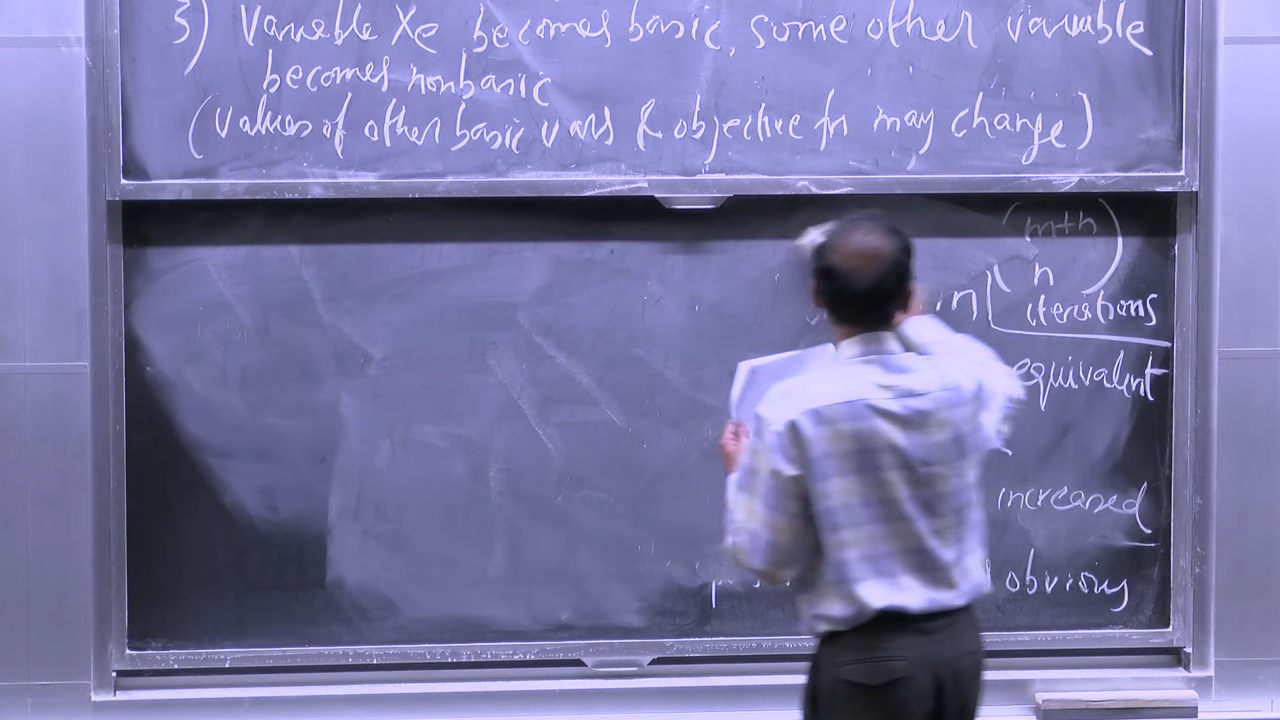 3) Variable Xe becomes basic, some other variable
becomes nonbasic
(values of other basic vars & objective fn may change)
(m+n)
n
in
iterations
equivalent
increased
obvious